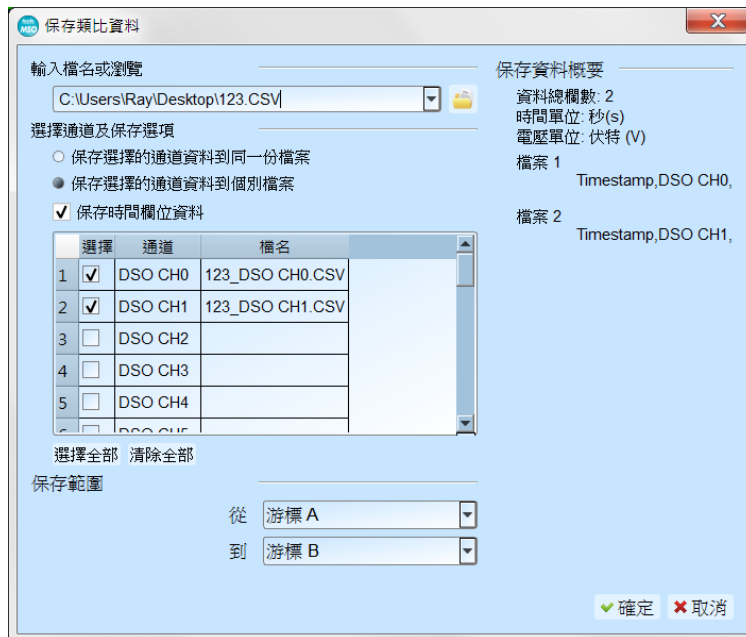 保存類比資料
輸入檔名或瀏覽
C:\Users\Ray\Desktop\123.CSV
選擇通道及保存選項
保存選擇的通道資料到同一份檔案
保存選擇的通道資料到個別檔案
保存時間欄位資料
選擇 通道 檔名
1 DSO CH0 123_DSO CH0.CSV
2 DSO CH1 123_DSO CH1.CSV
3 DSO CH2
4 DSO CH3
5 DSO CH4
選擇全部 清除全部
保存範圍
從 游標 A
到 游標 B
保存資料概要
資料總欄數: 2
時間單位: 秒(s)
電壓單位: 伏特 (V)
檔案 1
Timestamp,DSO CH0,
檔案 2
Timestamp,DSO CH1,
確定 取消